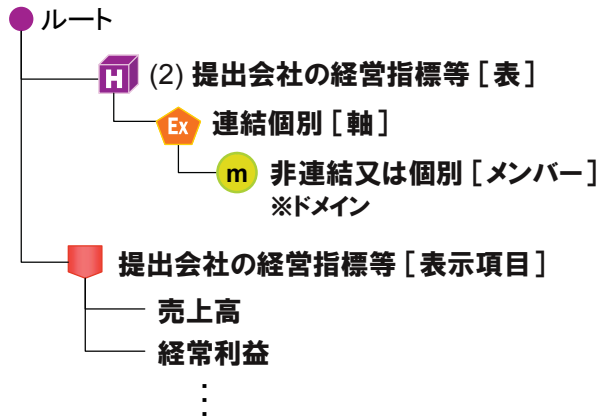 ルート
H (2) 提出会社の経営指標等［表］
Ex 連結個別［軸］
m 非連結又は個別［メンバー］
※ドメイン
提出会社の経営指標等［表示項目］
売上高
経常利益
⋮